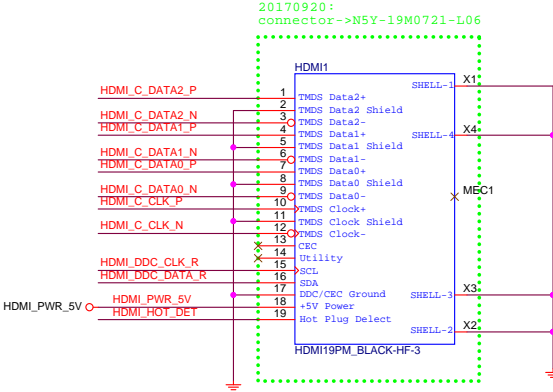 20170920:
connector->N5Y-19M0721-L06
HDMI1
SHELL-1 X1
HDMI_C_DATA2_P 1 TMDS Data2+
2 TMDS Data2 Shield
HDMI_C_DATA2_N 3 TMDS Data2-
HDMI_C_DATA1_P 4 TMDS Data1+ SHELL-4 X4
5 TMDS Data1 Shield
HDMI_C_DATA1_N 6 TMDS Data1-
HDMI_C_DATA0_P 7 TMDS Data0+
8 TMDS Data0 Shield
HDMI_C_DATA0_N 9 TMDS Data0- MEC1
HDMI_C_CLK_P 10 TMDS Clock+
11 TMDS Clock Shield
HDMI_C_CLK_N 12 TMDS Clock-
13 CEC
14 Utility
HDMI_DDC_CLK_R 15 SCL
HDMI_DDC_DATA_R 16 SDA
17 DDC/CEC Ground SHELL-3 X3
HDMI_PWR_5V HDMI_PWR_5V 18 +5V Power
HDMI_HOT_DET 19 Hot Plug Delect
SHELL-2 X2
HDMI19PM_BLACK-HF-3